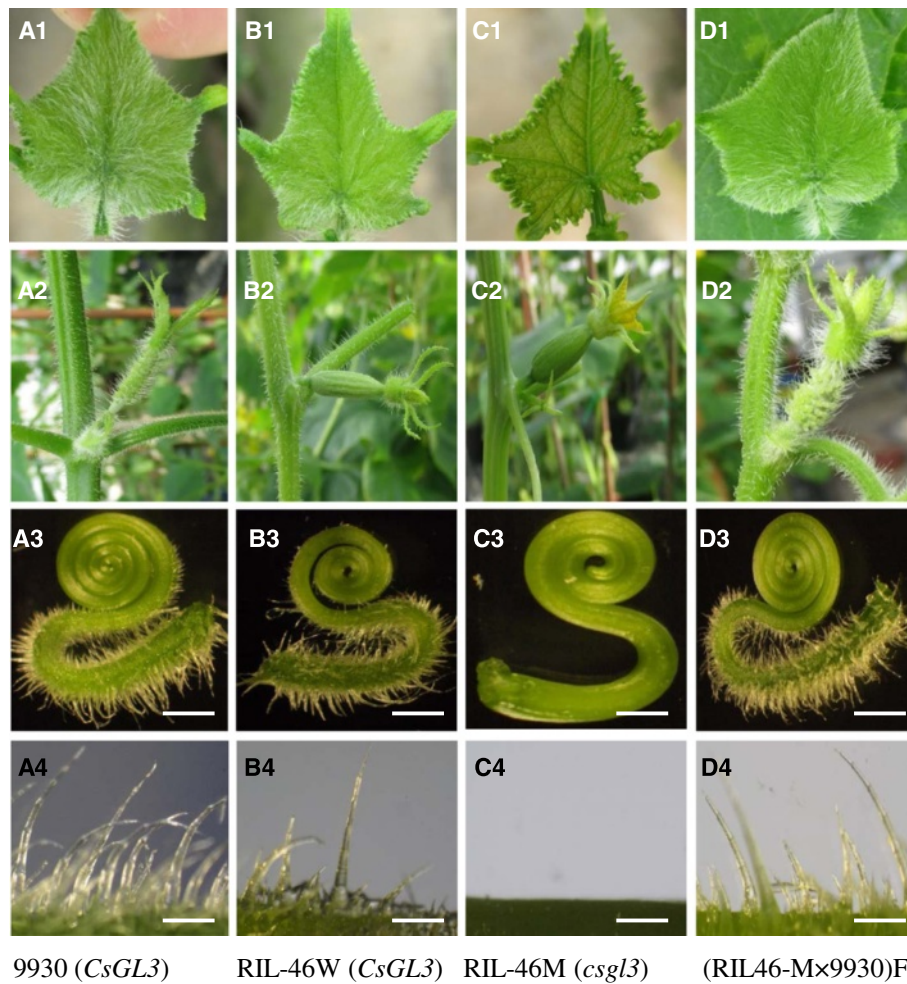 A1 B1 C1 D1
A2 B2 C2 D2
A3 B3 C3 D3
A4 B4 C4 D4
9930 (CsGL3) RIL-46W (CsGL3) RIL-46M (csgl3) (RIL46-M×9930)F